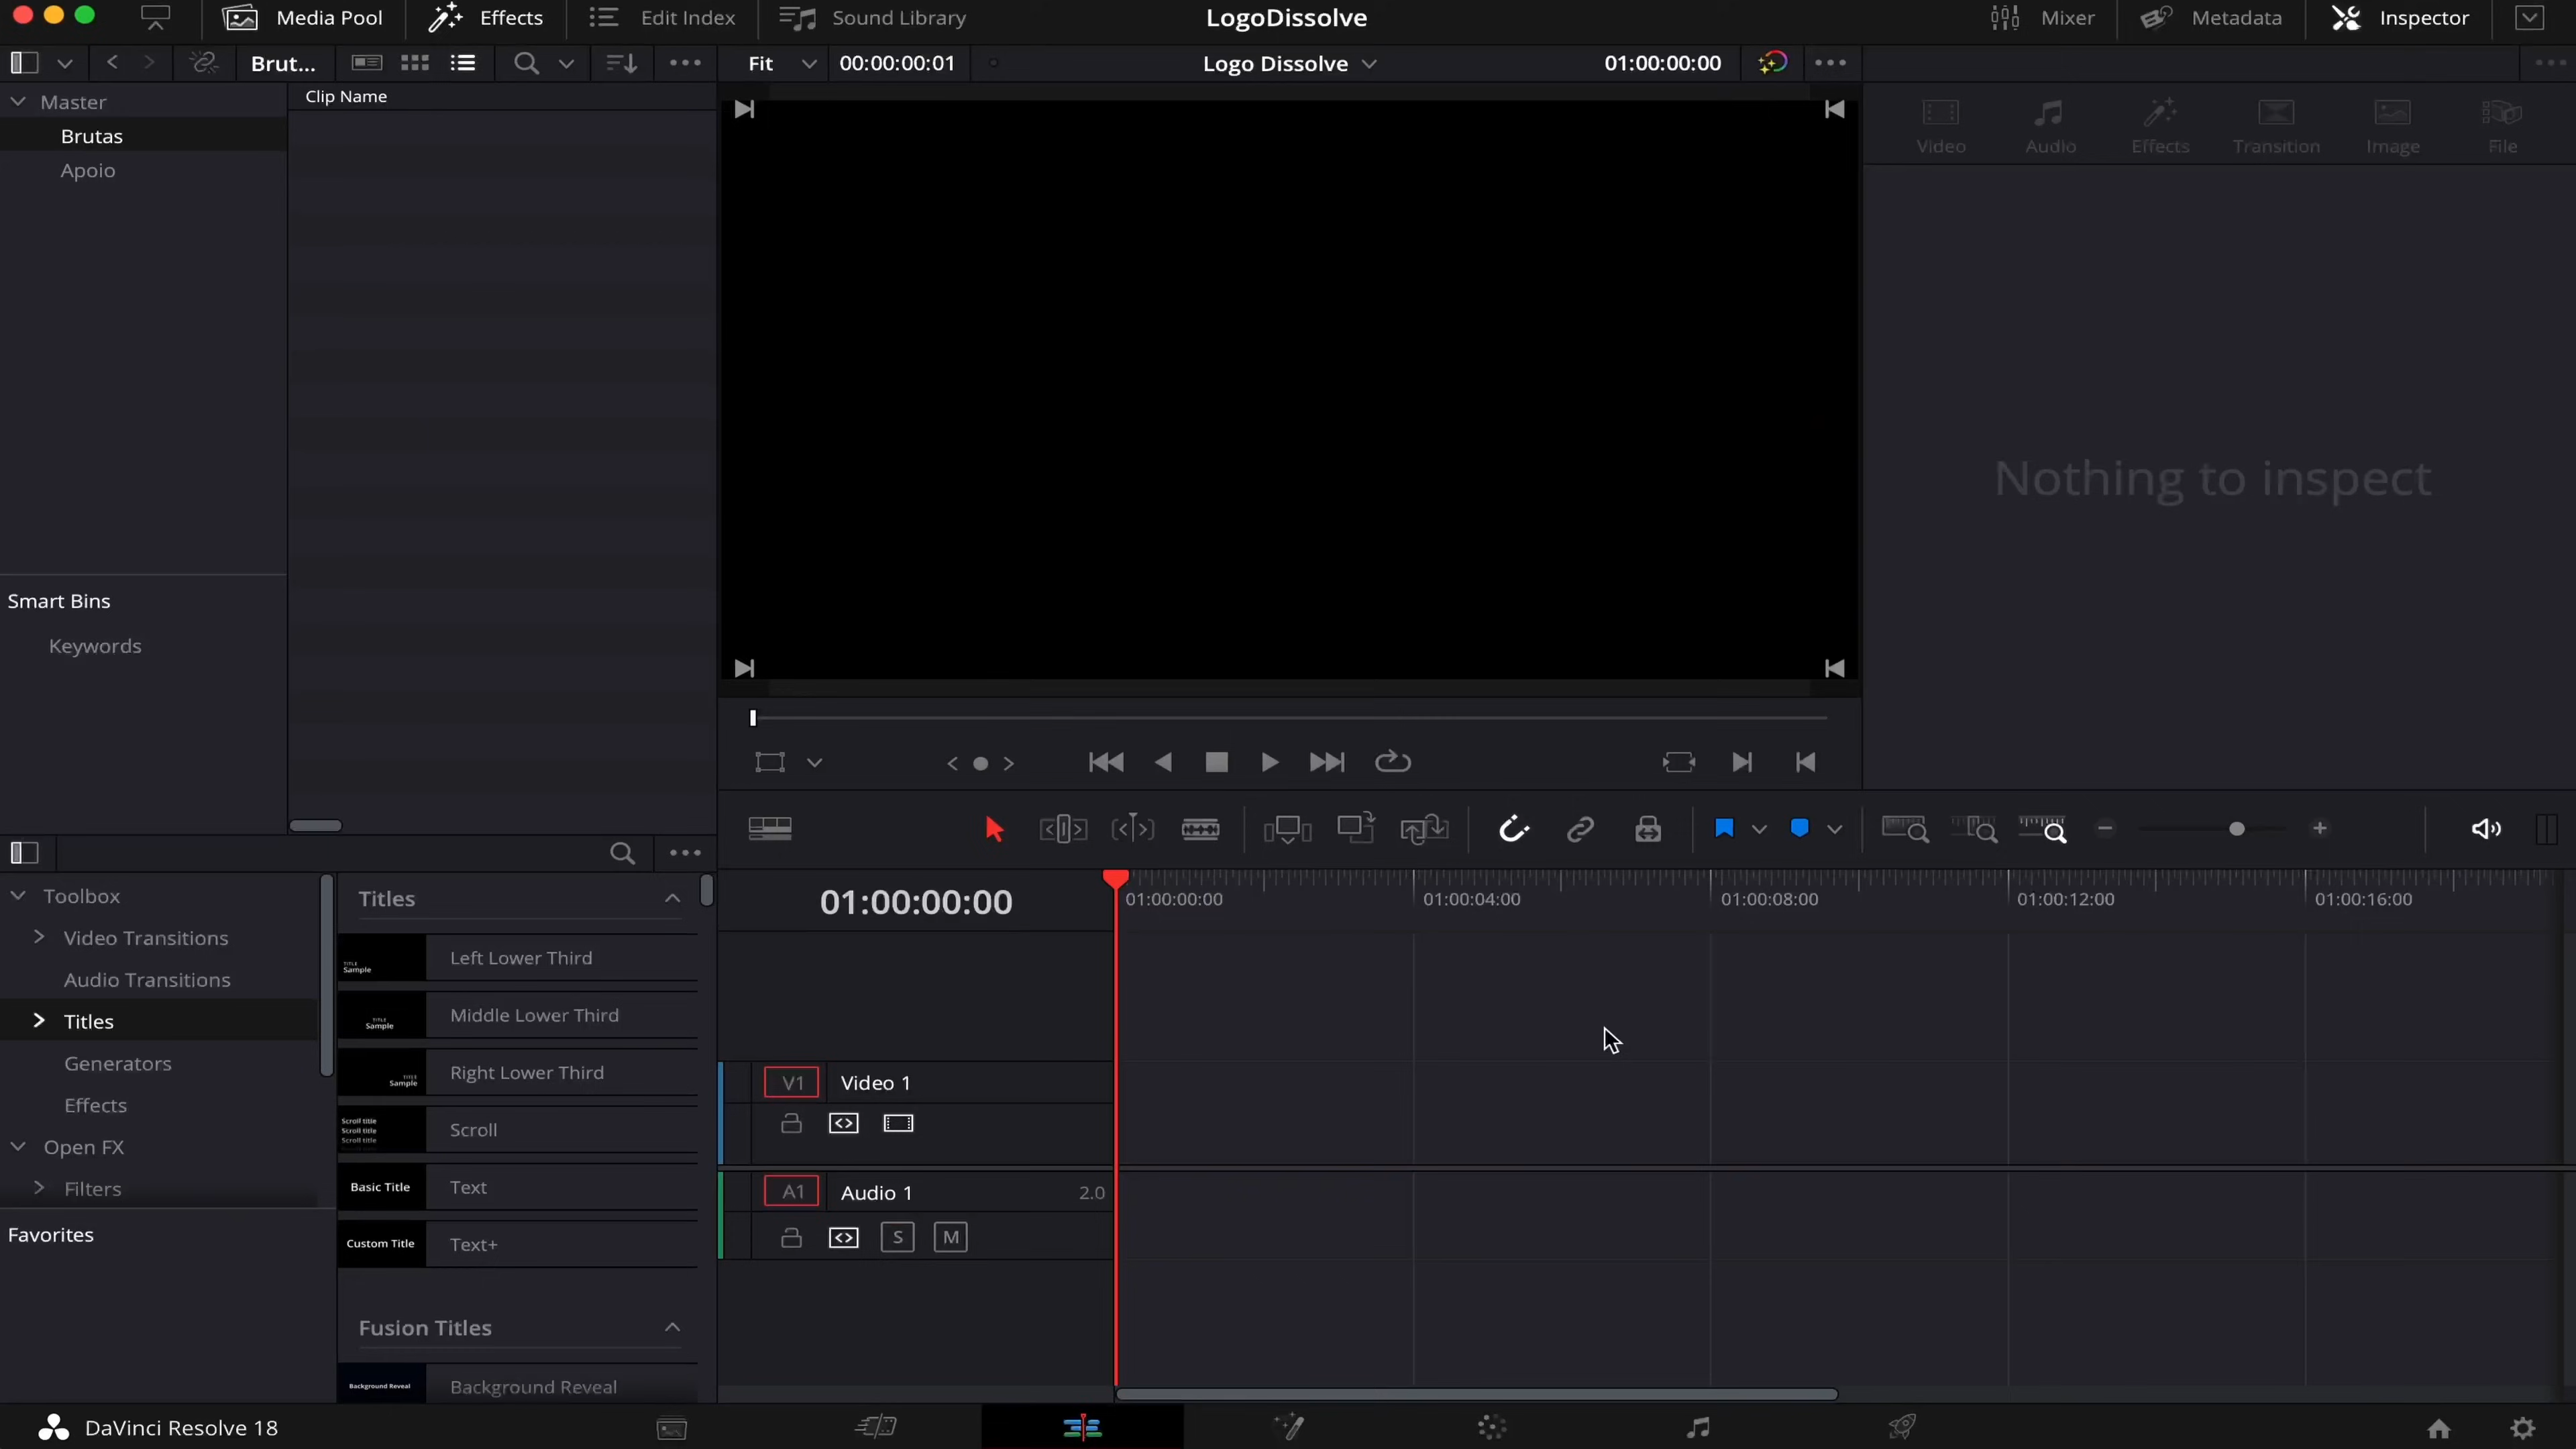 Media Pool Effects Edit Index Sound Library LogoDissolve Mixer Metadata Inspector
Brut... Fit 00:00:00:01 Logo Dissolve 01:00:00:00
Clip Name
Master
Brutas
Apoio
Video Audio Effects Transition Image File
Nothing to inspect
Smart Bins
Keywords
01:00:00:00
01:00:00:00 01:00:04:00 01:00:08:00 01:00:12:00 01:00:16:00
Toolbox
Video Transitions
Audio Transitions
Titles
Generators
Effects
Open FX
Filters
Favorites
Titles
TITLE
Sample
Left Lower Third
TITLE
Sample
Middle Lower Third
TITLE
Sample
Right Lower Third
Scroll title
Scroll title
Scroll title
Scroll
Basic Title Text
Custom Title Text+
Fusion Titles
Background Reveal Background Reveal
V1 Video 1
A1 Audio 1 2.0
S M
DaVinci Resolve 18